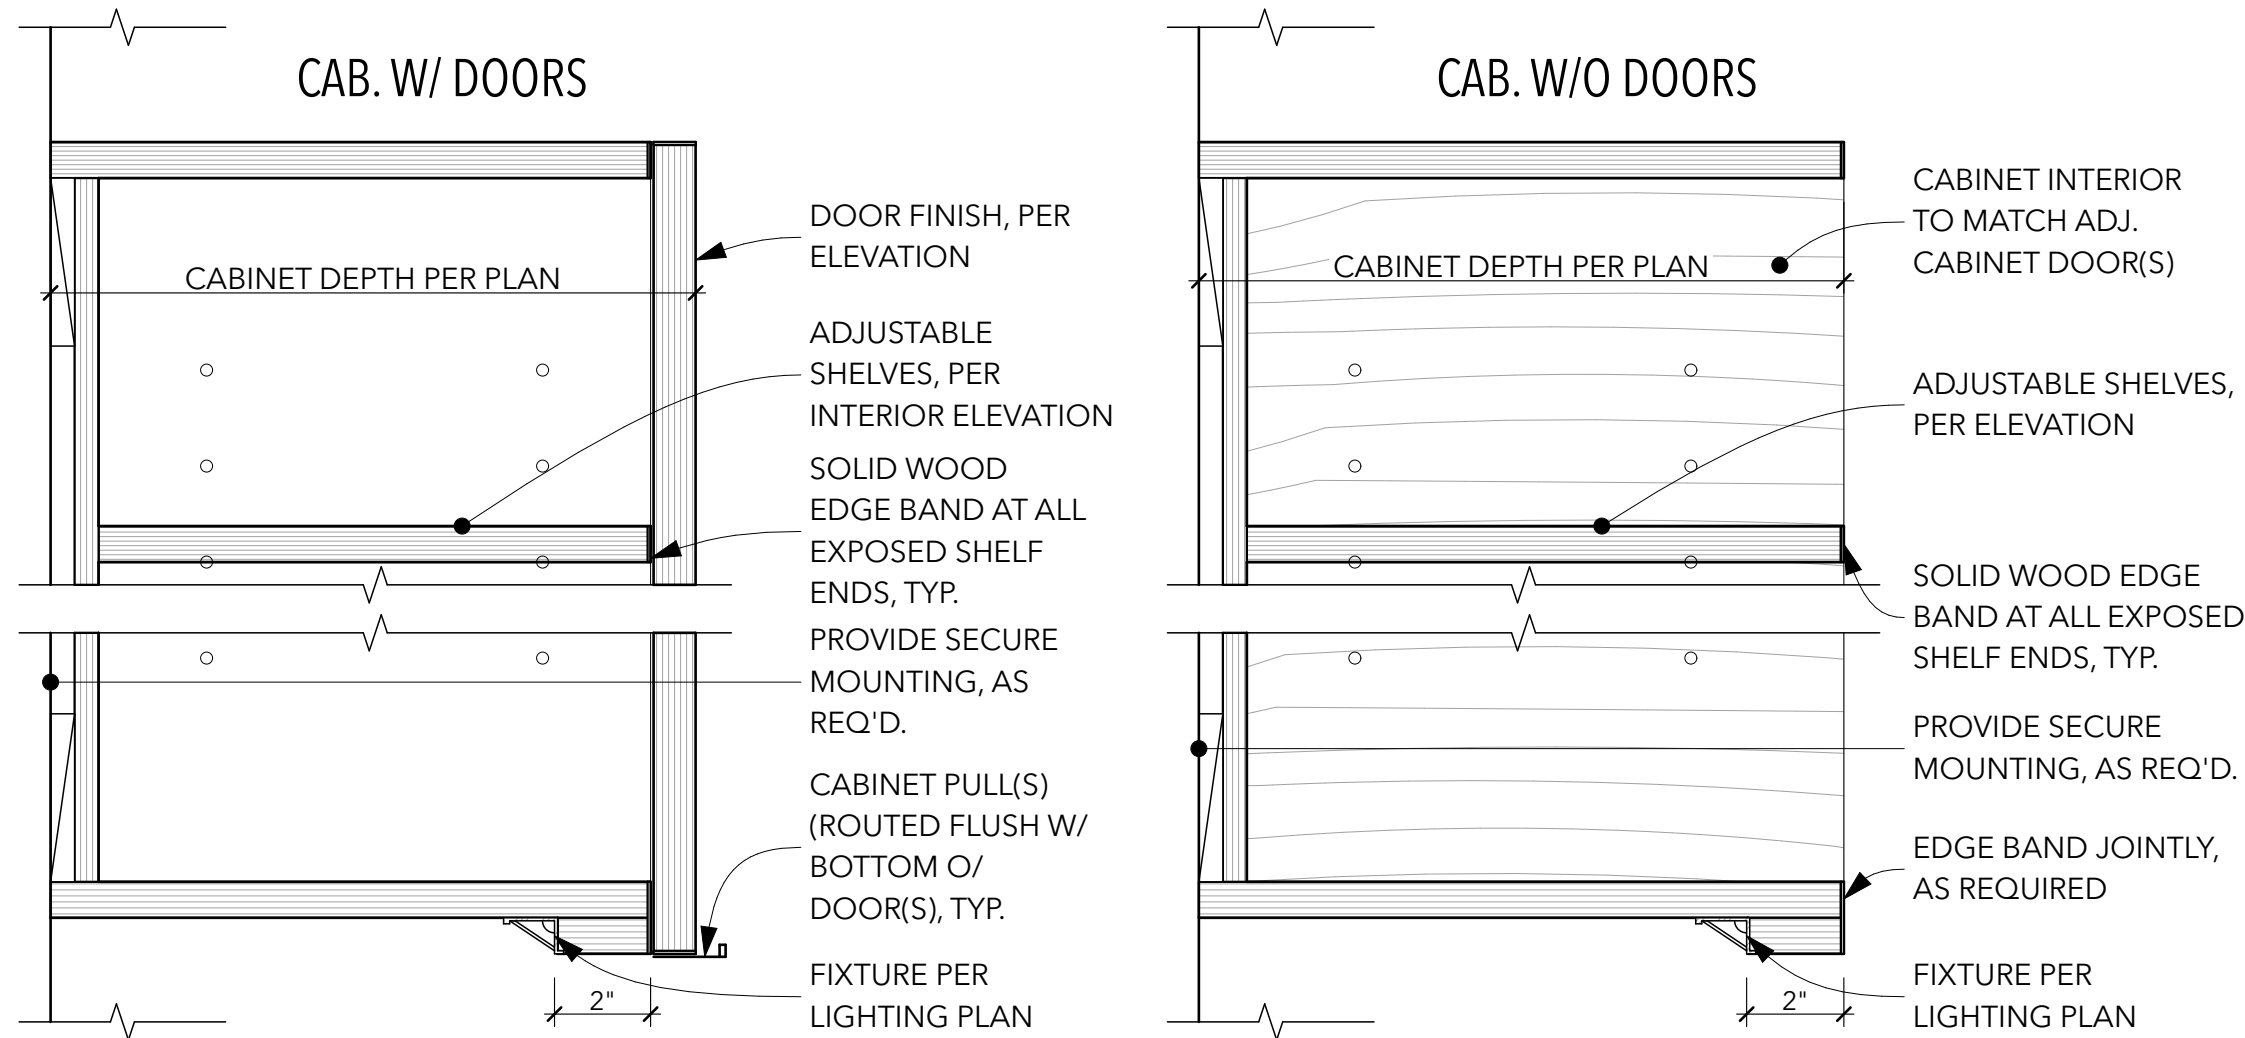 CAB. W/ DOORS
CABINET DEPTH PER PLAN
DOOR FINISH, PER
ELEVATION
ADJUSTABLE
SHELVES, PER
INTERIOR ELEVATION
SOLID WOOD
EDGE BAND AT ALL
EXPOSED SHELF
ENDS, TYP.
PROVIDE SECURE
MOUNTING, AS
REQ'D.
CABINET PULL(S)
(ROUTED FLUSH W/
BOTTOM O/
DOOR(S), TYP.
FIXTURE PER
LIGHTING PLAN
2"
CAB. W/O DOORS
CABINET DEPTH PER PLAN
CABINET INTERIOR
TO MATCH ADJ.
CABINET DOOR(S)
ADJUSTABLE SHELVES,
PER ELEVATION
SOLID WOOD EDGE
BAND AT ALL EXPOSED
SHELF ENDS, TYP.
PROVIDE SECURE
MOUNTING, AS REQ'D.
EDGE BAND JOINTLY,
AS REQUIRED
FIXTURE PER
LIGHTING PLAN
2"